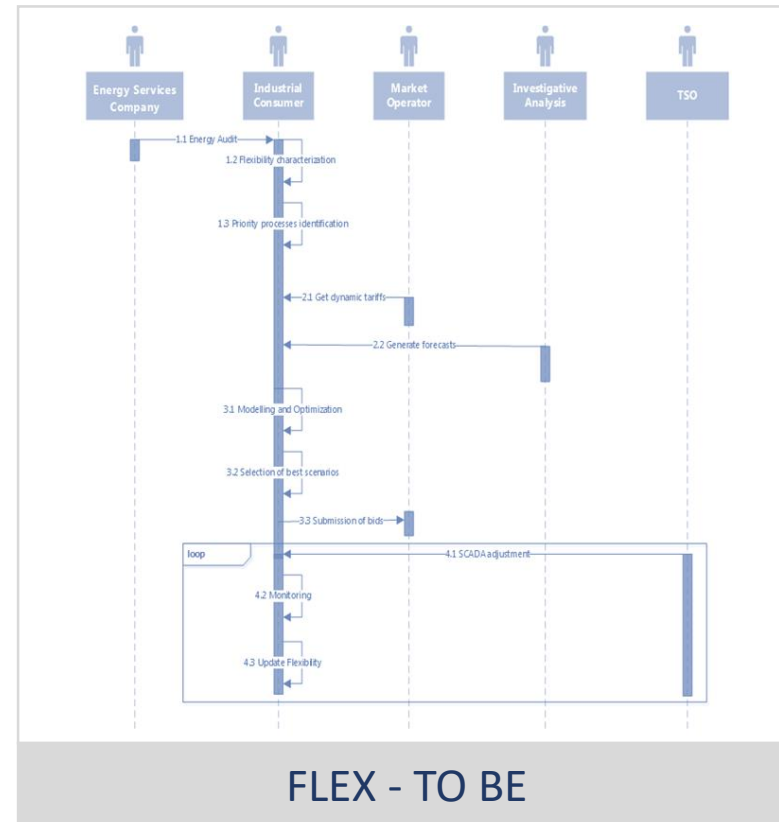 Energy Services
Company
Industrial
Consumer
Market
Operator
Investigative
Analysis
TSO
1.1 Energy Audit
1.2 Flexibility characterization
1.3 Priority processes identification
2.1 Get dynamic tariffs
2.2 Generate forecasts
3.1 Modelling and Optimization
3.2 Selection of best scenarios
3.3 Submission of bids
loop
4.1 SCADA adjustment
4.2 Monitoring
4.3 Update Flexibility
FLEX - TO BE